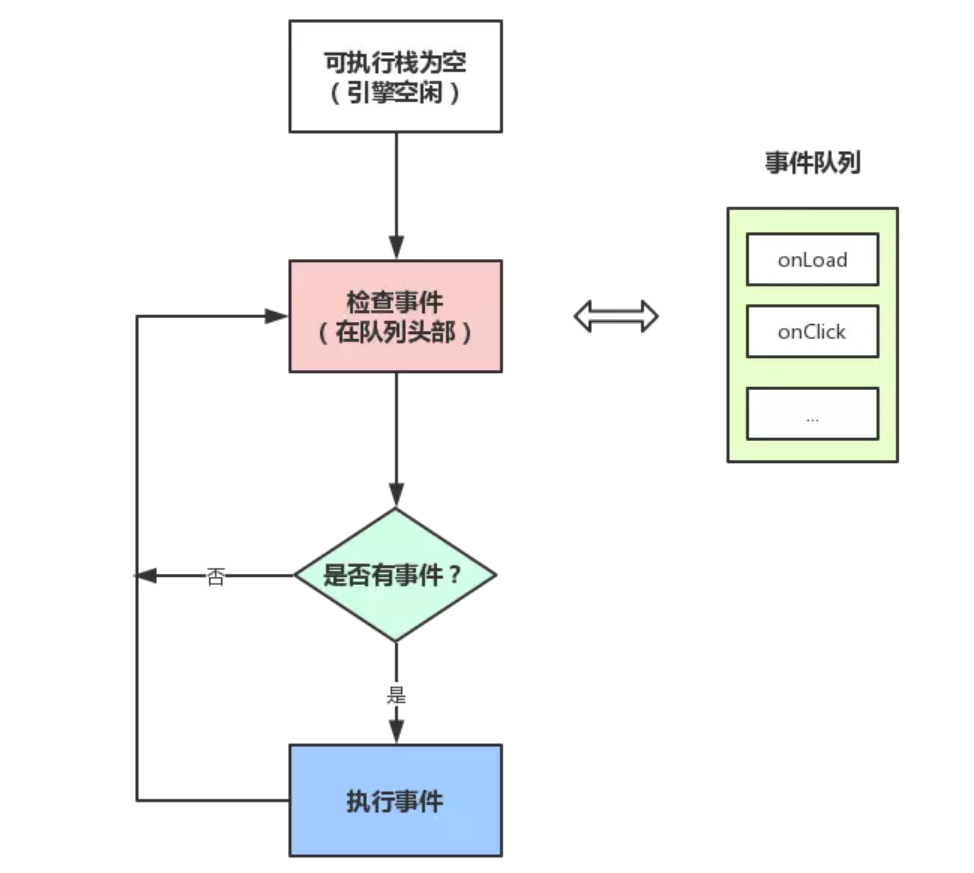 可执行栈为空
（引擎空闲）
事件队列
onLoad
检查事件
（在队列头部）
onClick
...
是否有事件？
否
是
执行事件